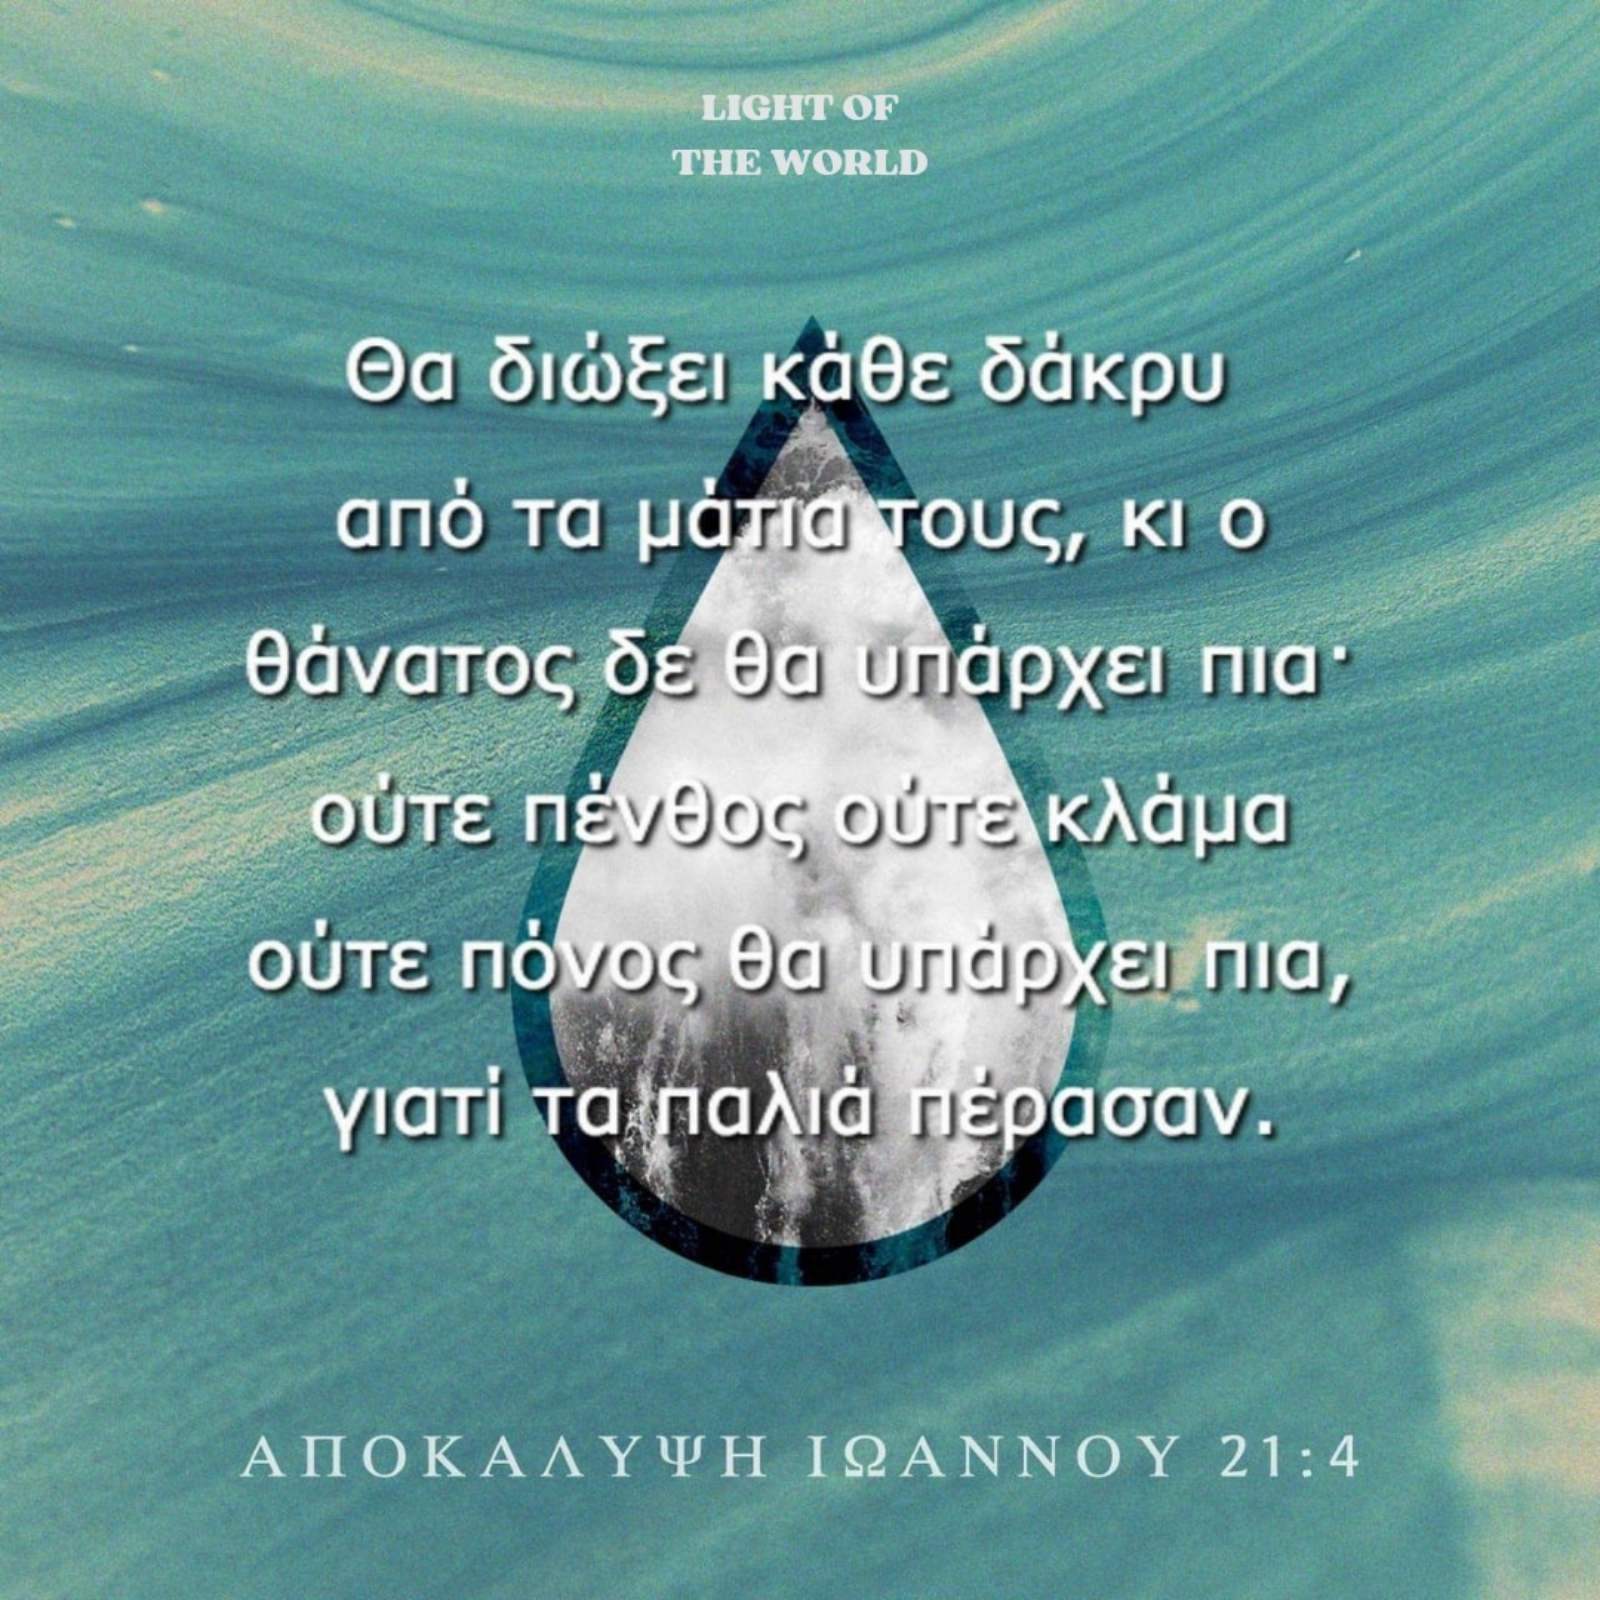 LIGHT OF
THE WORLD
Θα διώξει κάθε δάκρυ
από τα μάτια τους, κι ο
θάνατος δε θα υπάρχει πια·
ούτε πένθος ούτε κλάμα
ούτε πόνος θα υπάρχει πια,
γιατί τα παλιά πέρασαν.
ΑΠΟΚΑΛΥΨΗ ΙΩΑΝΝΟΥ 21:4